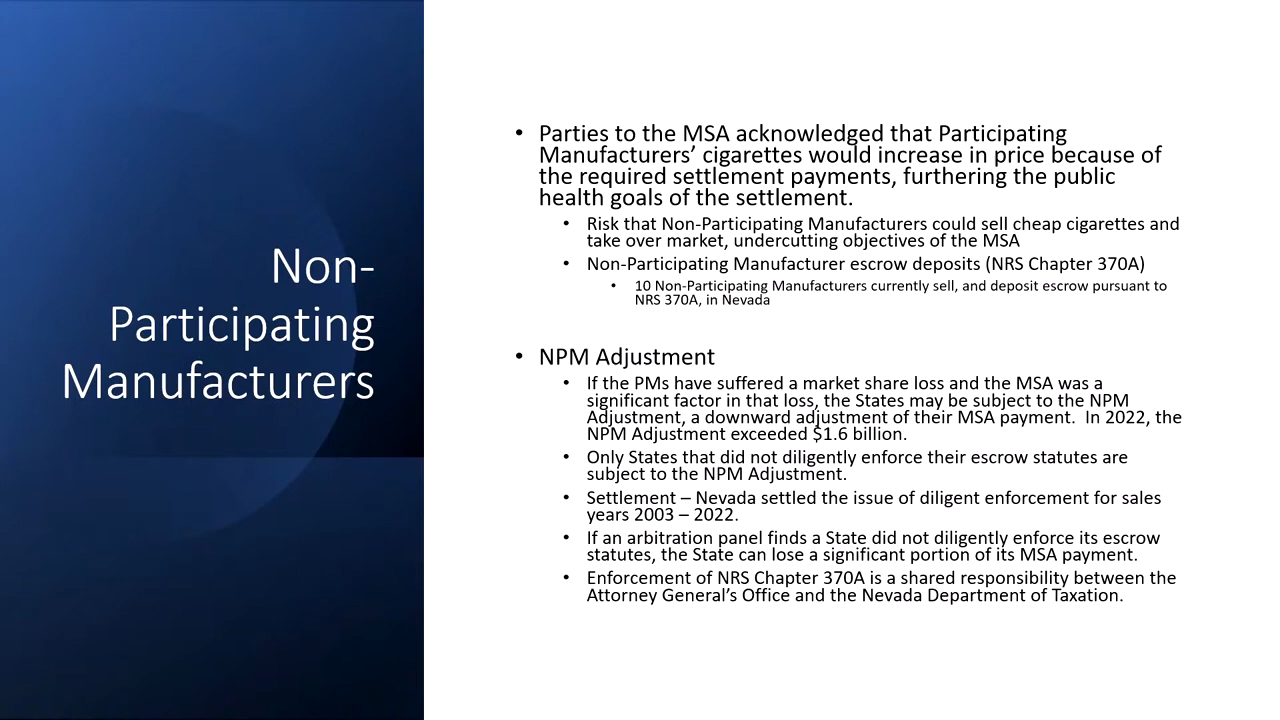 Non-
Participating
Manufacturers
• Parties to the MSA acknowledged that Participating
Manufacturers’ cigarettes would increase in price because of
the required settlement payments, furthering the public
health goals of the settlement.
• Risk that Non-Participating Manufacturers could sell cheap cigarettes and
take over market, undercutting objectives of the MSA
• Non-Participating Manufacturer escrow deposits (NRS Chapter 370A)
• 10 Non-Participating Manufacturers currently sell, and deposit escrow pursuant to
NRS 370A, in Nevada
• NPM Adjustment
• If the PMs have suffered a market share loss and the MSA was a
significant factor in that loss, the States may be subject to the NPM
Adjustment, a downward adjustment of their MSA payment.  In 2022, the
NPM Adjustment exceeded $1.6 billion.
• Only States that did not diligently enforce their escrow statutes are
subject to the NPM Adjustment.
• Settlement – Nevada settled the issue of diligent enforcement for sales
years 2003 – 2022.
• If an arbitration panel finds a State did not diligently enforce its escrow
statutes, the State can lose a significant portion of its MSA payment.
• Enforcement of NRS Chapter 370A is a shared responsibility between the
Attorney General’s Office and the Nevada Department of Taxation.